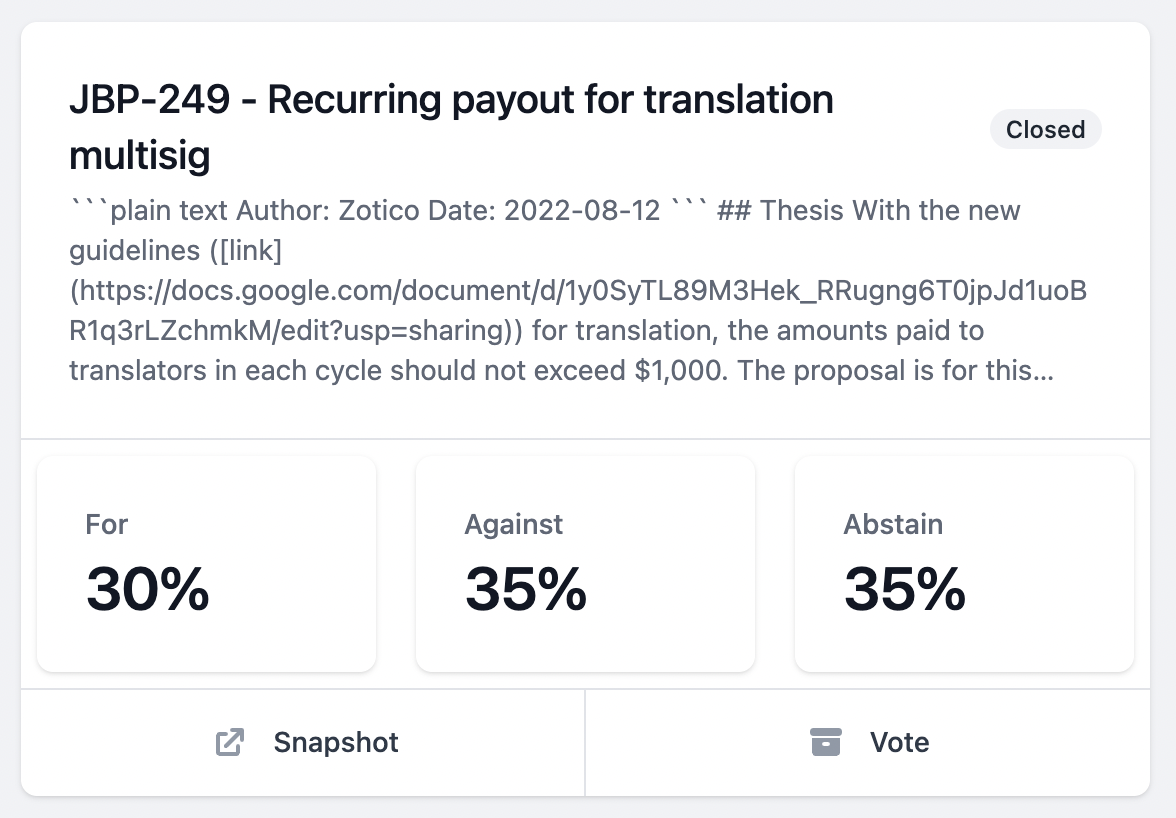 JBP-249 - Recurring payout for translation
multisig
Closed
```plain text Author: Zotico Date: 2022-08-12 ``` ## Thesis With the new
guidelines ([link]
(https://docs.google.com/document/d/1y0SyTL89M3Hek_RRugng6T0jpJd1uoB
R1q3rLZchmkM/edit?usp=sharing)) for translation, the amounts paid to
translators in each cycle should not exceed $1,000. The proposal is for this...
For
30%
Against
35%
Abstain
35%
Snapshot
Vote